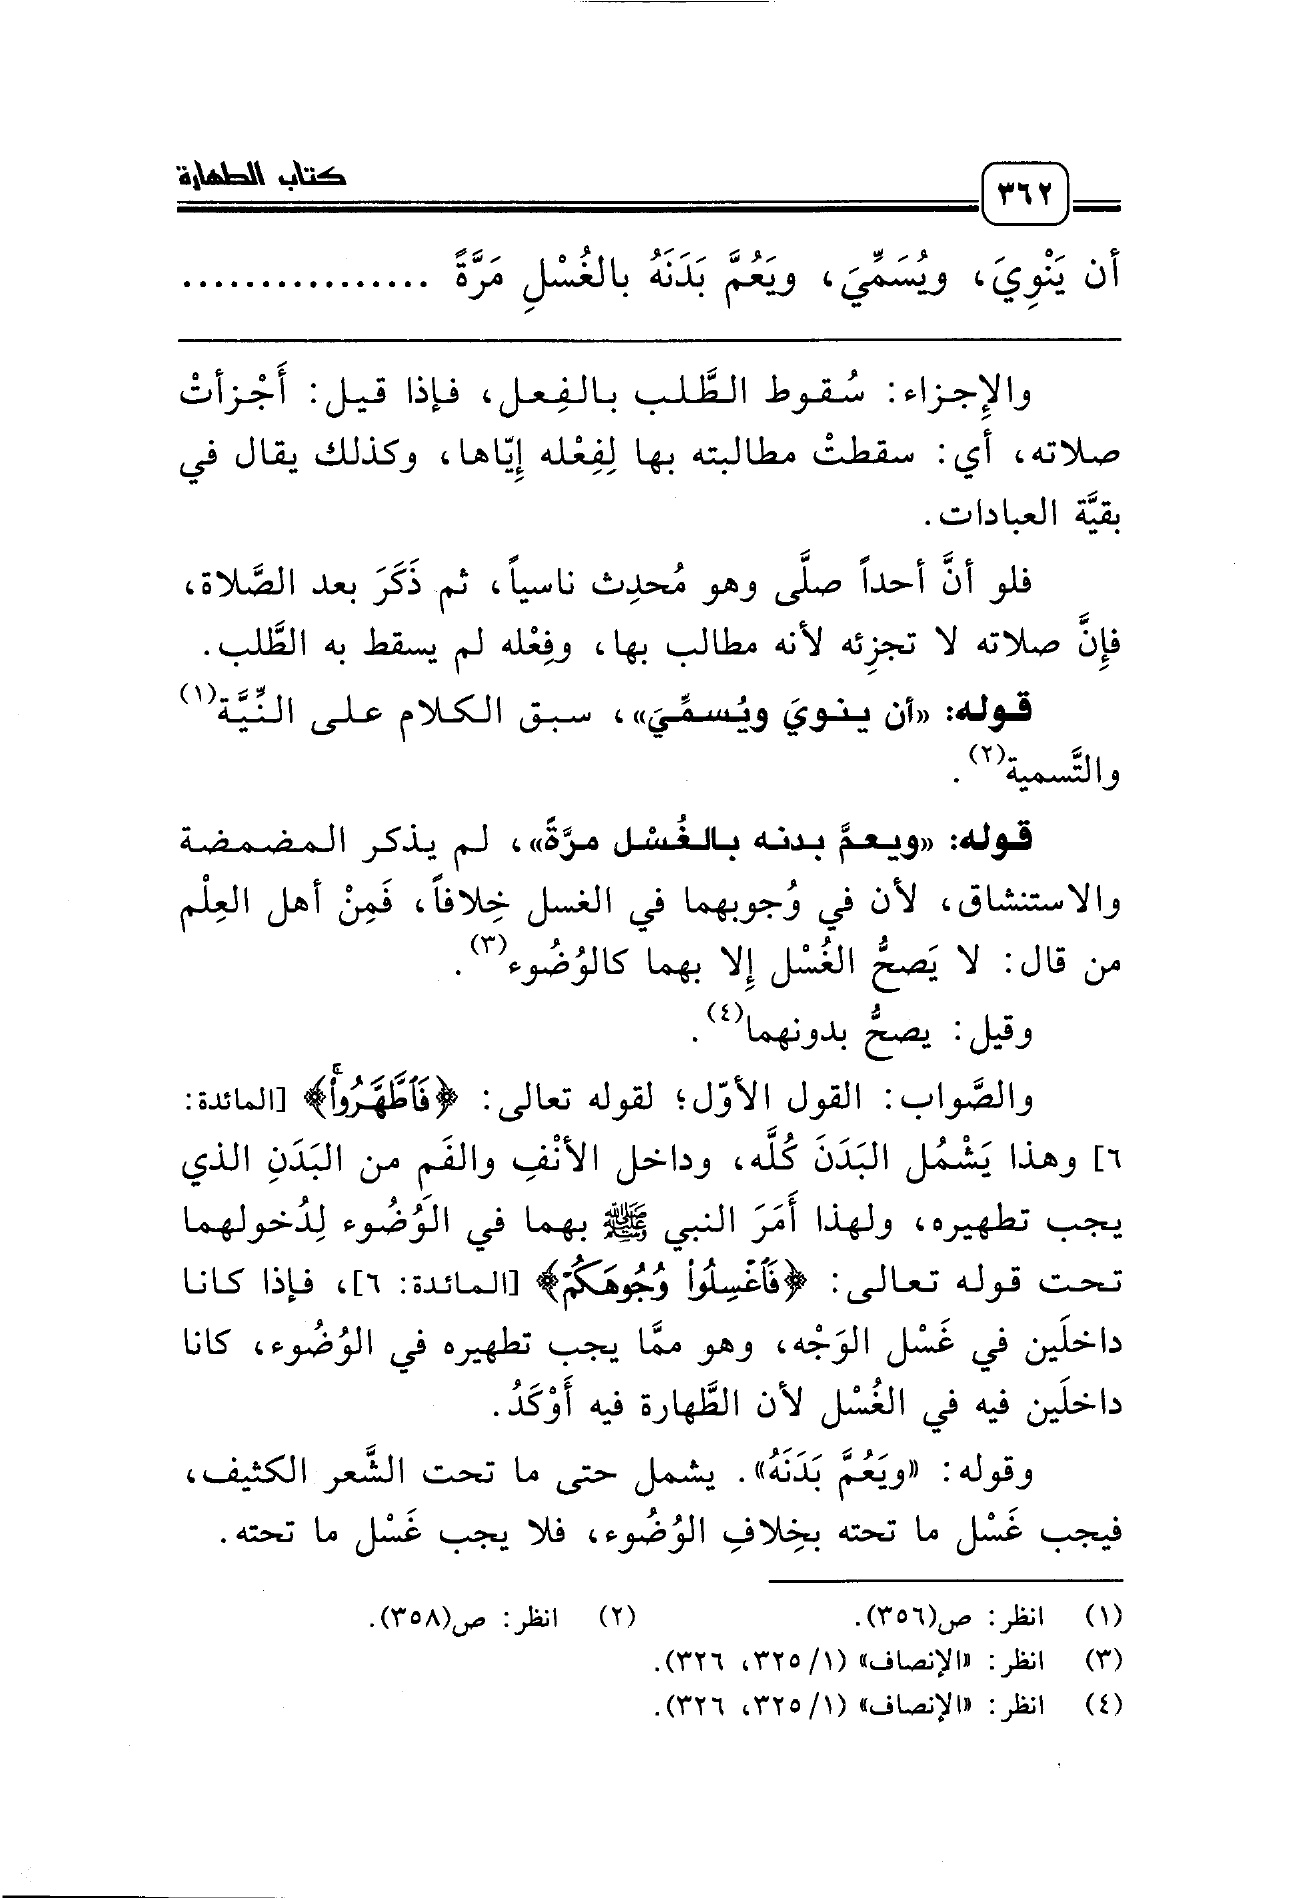 ٣٦٢ كتاب الطهارة
أن يَنْوِيَ، ويُسَمِّيَ، ويَعُمَّ بَدَنَهُ بالغُسْلِ مَرَّةً ................
والإِجزاء: سُقوط الطَّلب بالفِعل، فإذا قيل: أَجْزأتْ
صلاته، أي: سقطتْ مطالبته بها لِفِعْله إِيّاها، وكذلك يقال في
بقيَّة العبادات.
فلو أنَّ أحداً صلَّى وهو مُحدِث ناسياً، ثم ذَكَرَ بعد الصَّلاة،
فإِنَّ صلاته لا تجزِئه لأنه مطالب بها، وفِعْله لم يسقط به الطَّلب.
قوله: «أن ينويَ ويُسمِّيَ»، سبق الكلام على النِّيَّة(١)
والتَّسمية(٢).
قوله: «ويعمَّ بدنه بالغُسْل مرَّةً»، لم يذكر المضمضة
والاستنشاق، لأن في وُجوبهما في الغسل خِلافاً، فَمِنْ أهل العِلْم
من قال: لا يَصحُّ الغُسْل إِلا بهما كالوُضُوء(٣).
وقيل: يصحُّ بدونهما(٤).
والصَّواب: القول الأوّل؛ لقوله تعالى: ﴿فَٱطَّهَّرُواْۚ﴾ [المائدة:
٦] وهذا يَشْمُل البَدَنَ كُلَّه، وداخل الأنْفِ والفَمِ من البَدَنِ الذي
يجب تطهيره، ولهذا أَمَرَ النبي ﷺ بهما في الوُضُوء لِدُخولهما
تحت قوله تعالى: ﴿فَٱغۡسِلُواْ وُجُوهَكُمۡ﴾ [المائدة: ٦]، فإذا كانا
داخلَين في غَسْل الوَجْه، وهو ممَّا يجب تطهيره في الوُضُوء، كانا
داخلَين فيه في الغُسْل لأن الطَّهارة فيه أَوْكَدُ.
وقوله: «ويَعُمَّ بَدَنَهُ». يشمل حتى ما تحت الشَّعر الكثيف،
فيجب غَسْل ما تحته بخِلافِ الوُضُوء، فلا يجب غَسْل ما تحته.
(١) انظر: ص(٣٥٦). (٢) انظر: ص(٣٥٨).
(٣) انظر: «الإنصاف» (١/ ٣٢٥، ٣٢٦).
(٤) انظر: «الإنصاف» (١/ ٣٢٥، ٣٢٦).